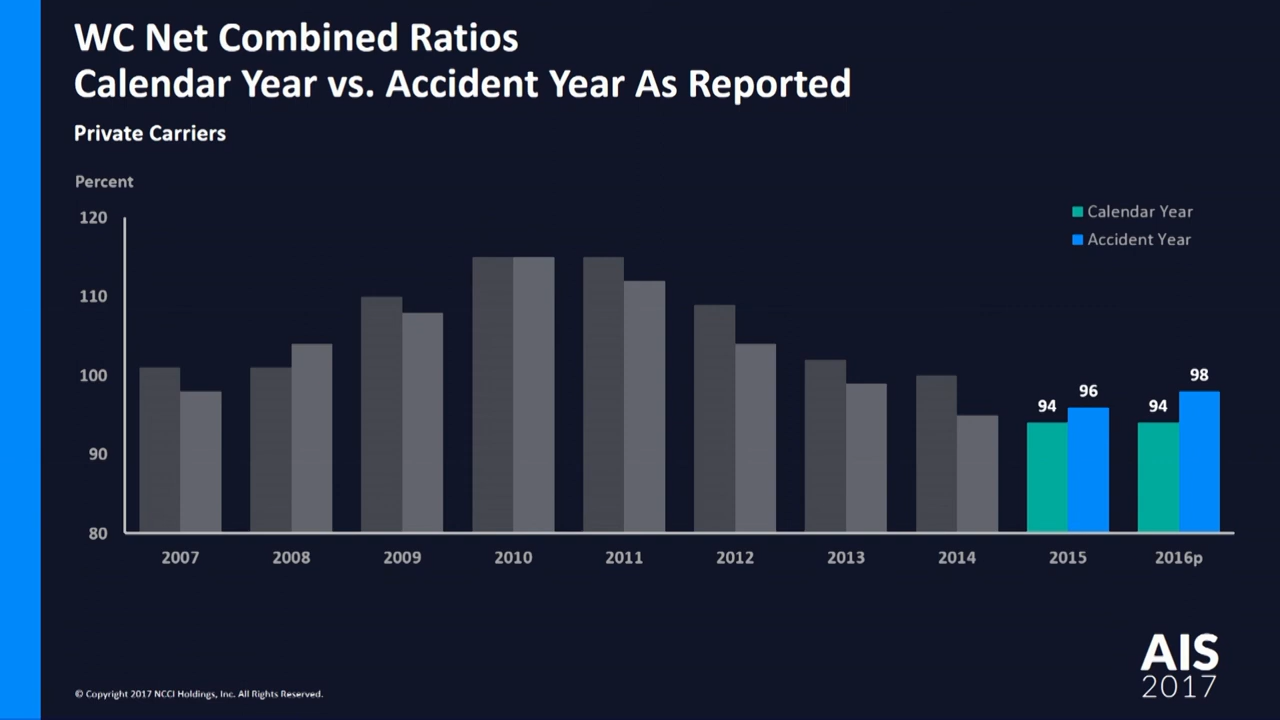 WC Net Combined Ratios
Calendar Year vs. Accident Year As Reported
Private Carriers
Percent
Calendar Year
Accident Year
120
110
100
90
80
94
96
94
98
2007
2008
2009
2010
2011
2012
2013
2014
2015
2016p
AIS
2017
© Copyright 2017 NCCI Holdings, Inc. All Rights Reserved.